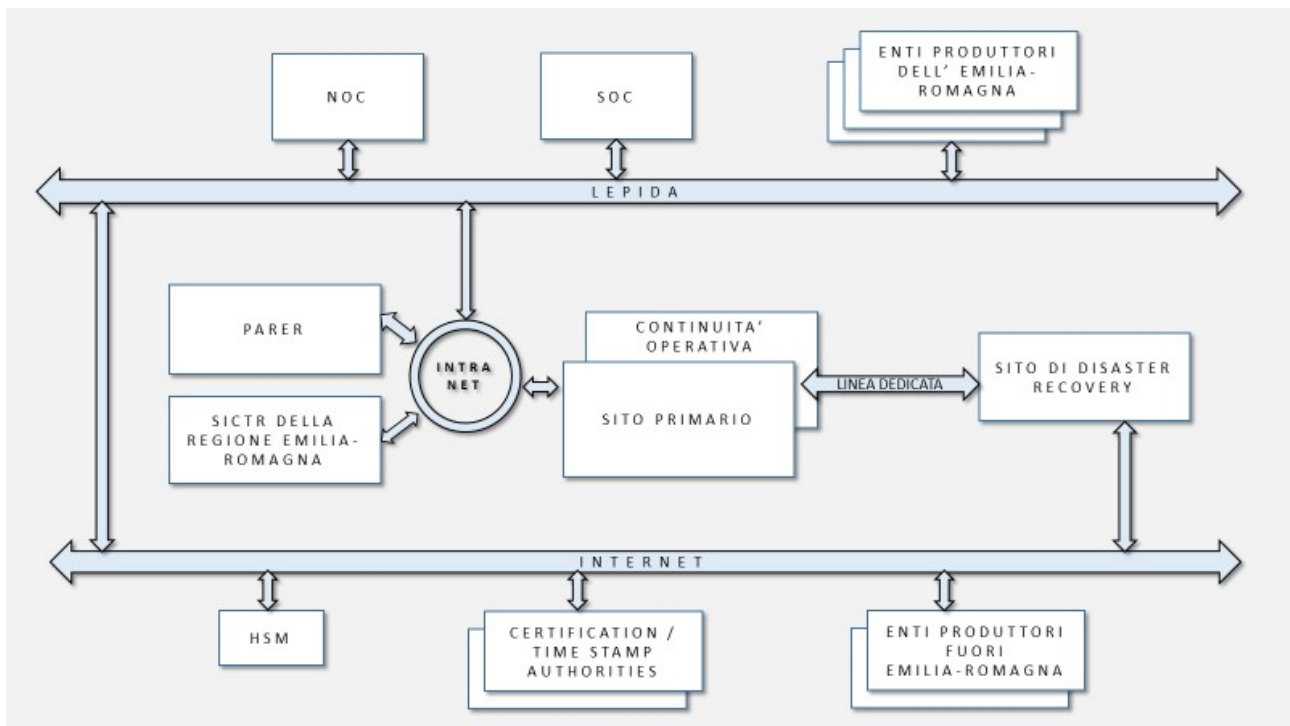 NOC
SOC
ENTI PRODUTTORI
DELL’ EMILIA-
ROMAGNA
LEPIDA
PARER
INTRA
NET
CONTINUITA’
OPERATIVA
SITO PRIMARIO
LINEA DEDICATA
SITO DI DISASTER
RECOVERY
SICTR DELLA
REGIONE EMILIA-
ROMAGNA
INTERNET
HSM
CERTIFICATION /
TIME STAMP
AUTHORITIES
ENTI PRODUTTORI
FUORI
EMILIA-ROMAGNA